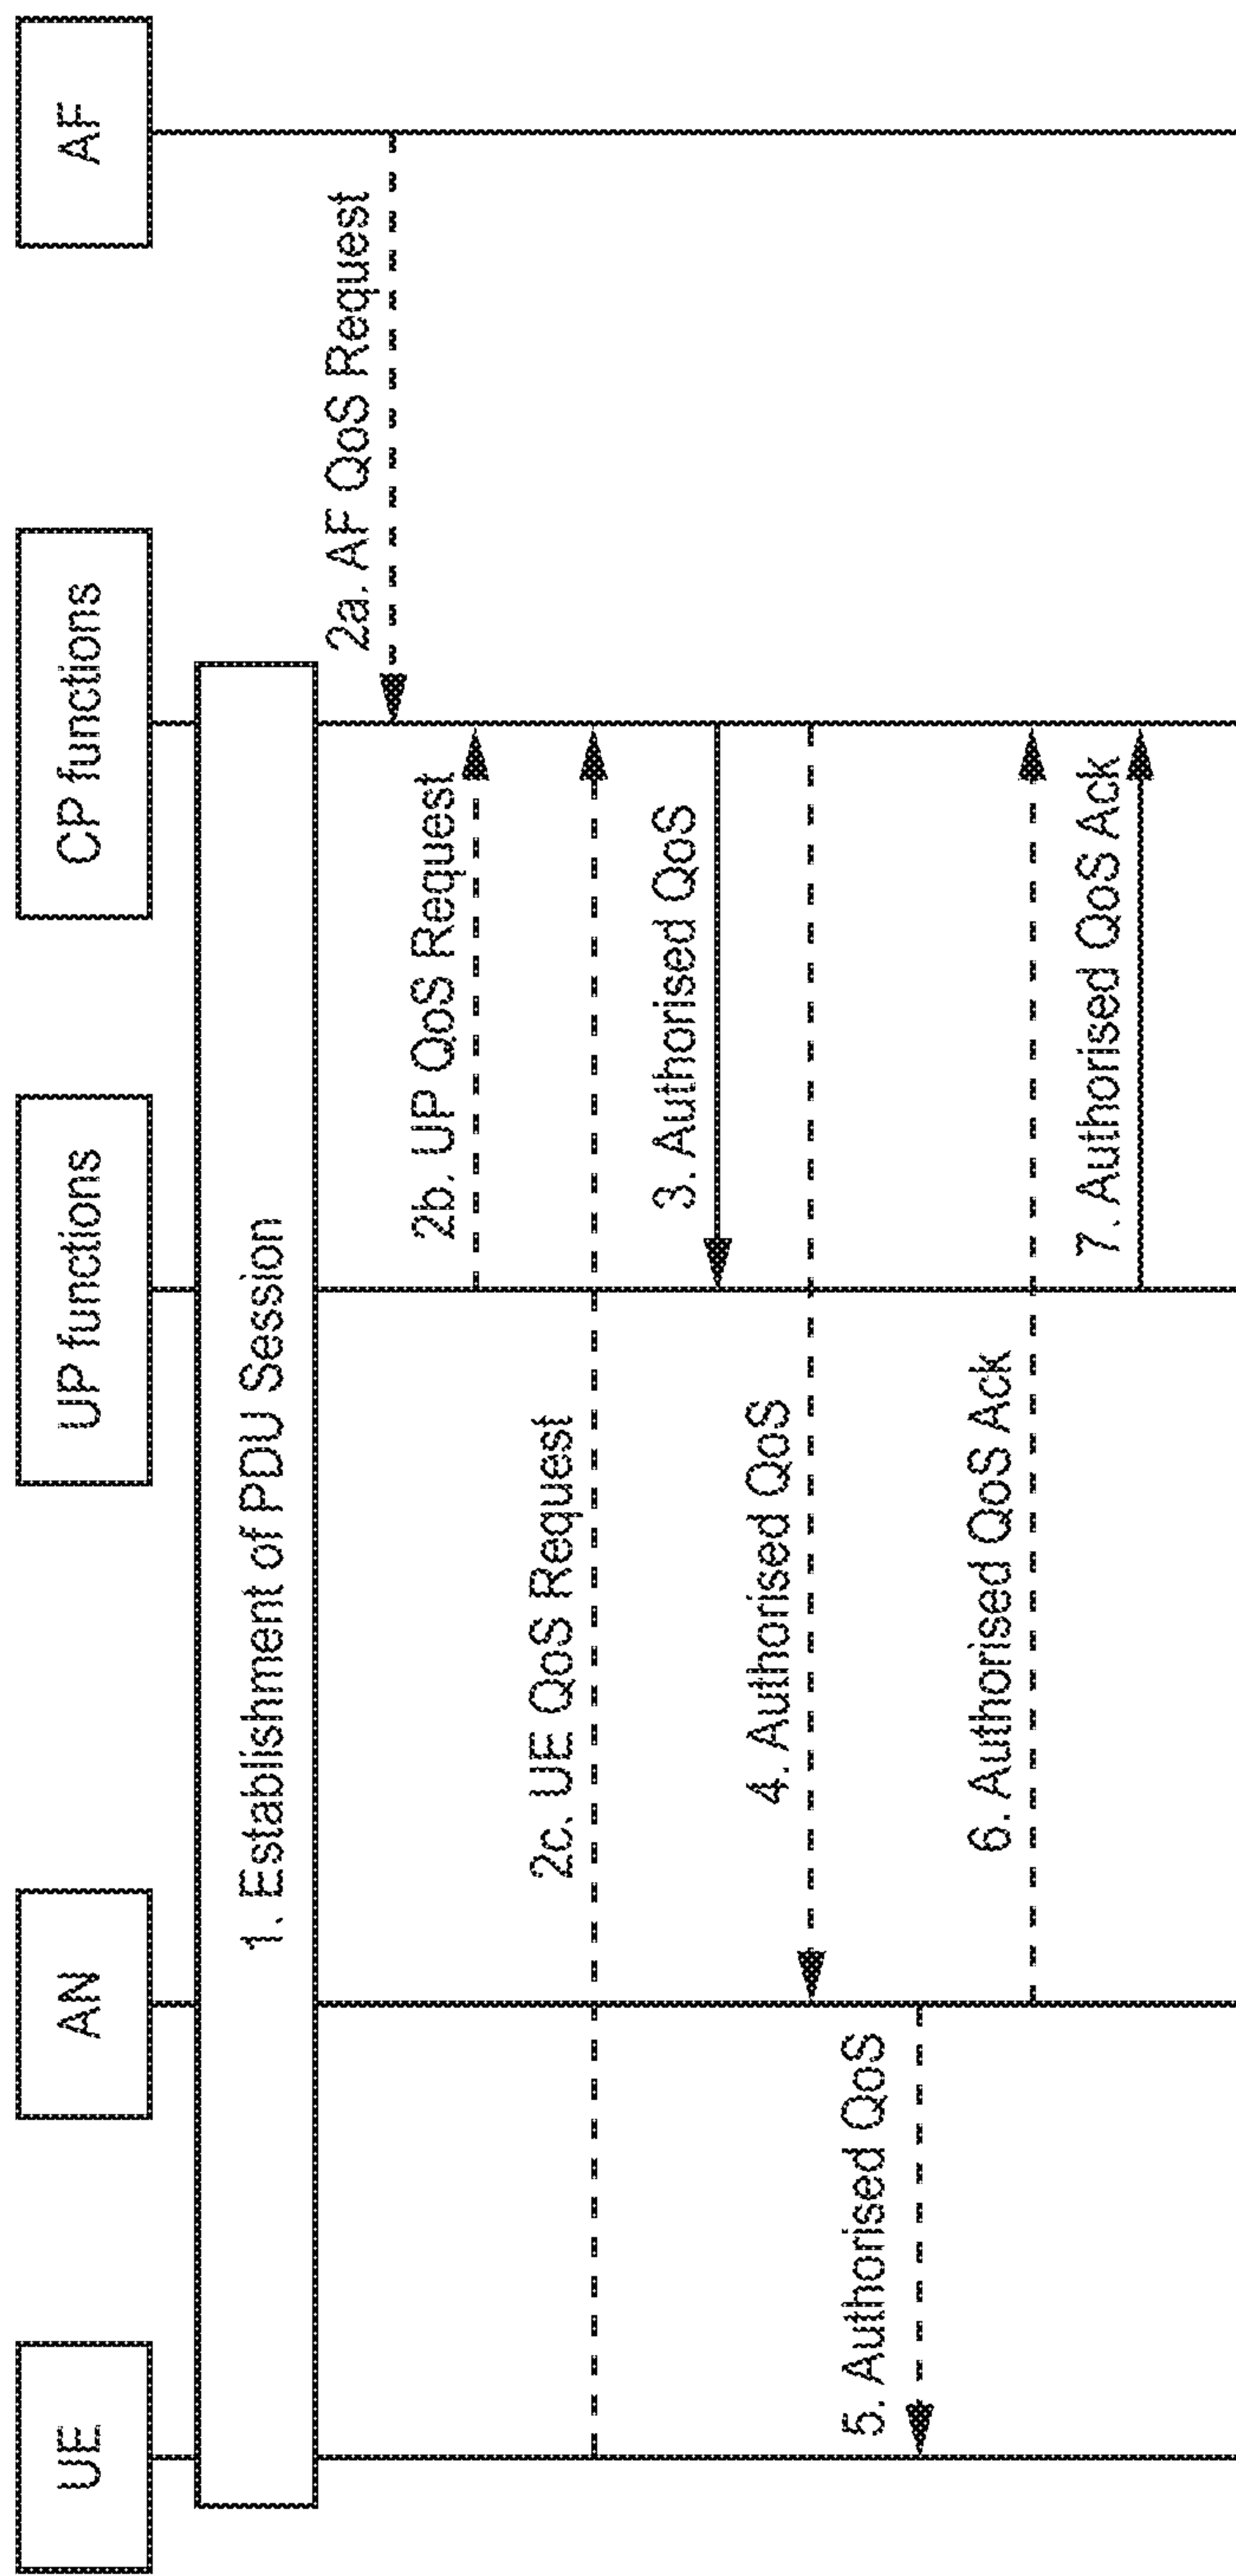 UE
AN
UP functions
CP functions
AF
1. Establishment of PDU Session
2a. AF QoS Request
2b. UP QoS Request
2c. UE QoS Request
3. Authorised QoS
4. Authorised QoS
5. Authorised QoS
6. Authorised QoS Ack
7. Authorised QoS Ack